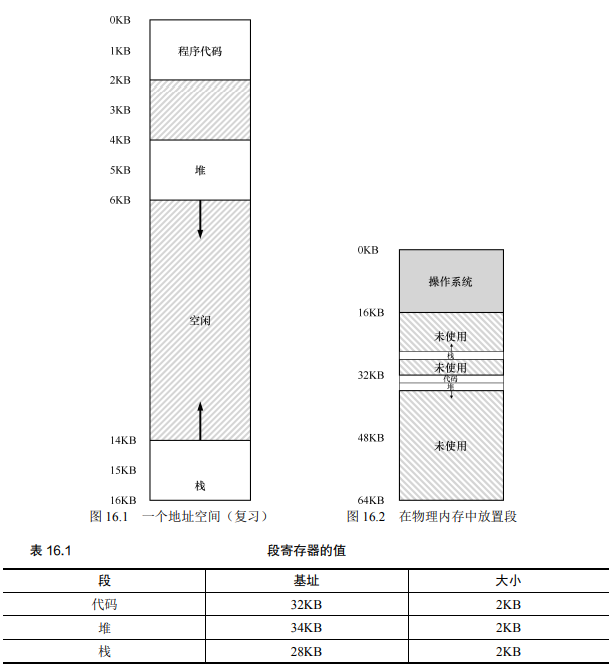 0KB
程序代码
1KB
2KB
3KB
4KB
5KB
堆
6KB
空闲
14KB
15KB
栈
16KB
图 16.1 一个地址空间（复习）
0KB
操作系统
16KB
未使用
栈
未使用
32KB
代码
堆
48KB
未使用
64KB
图 16.2 在物理内存中放置段
表 16.1 段寄存器的值
段 基址 大小
代码 32KB 2KB
堆 34KB 2KB
栈 28KB 2KB